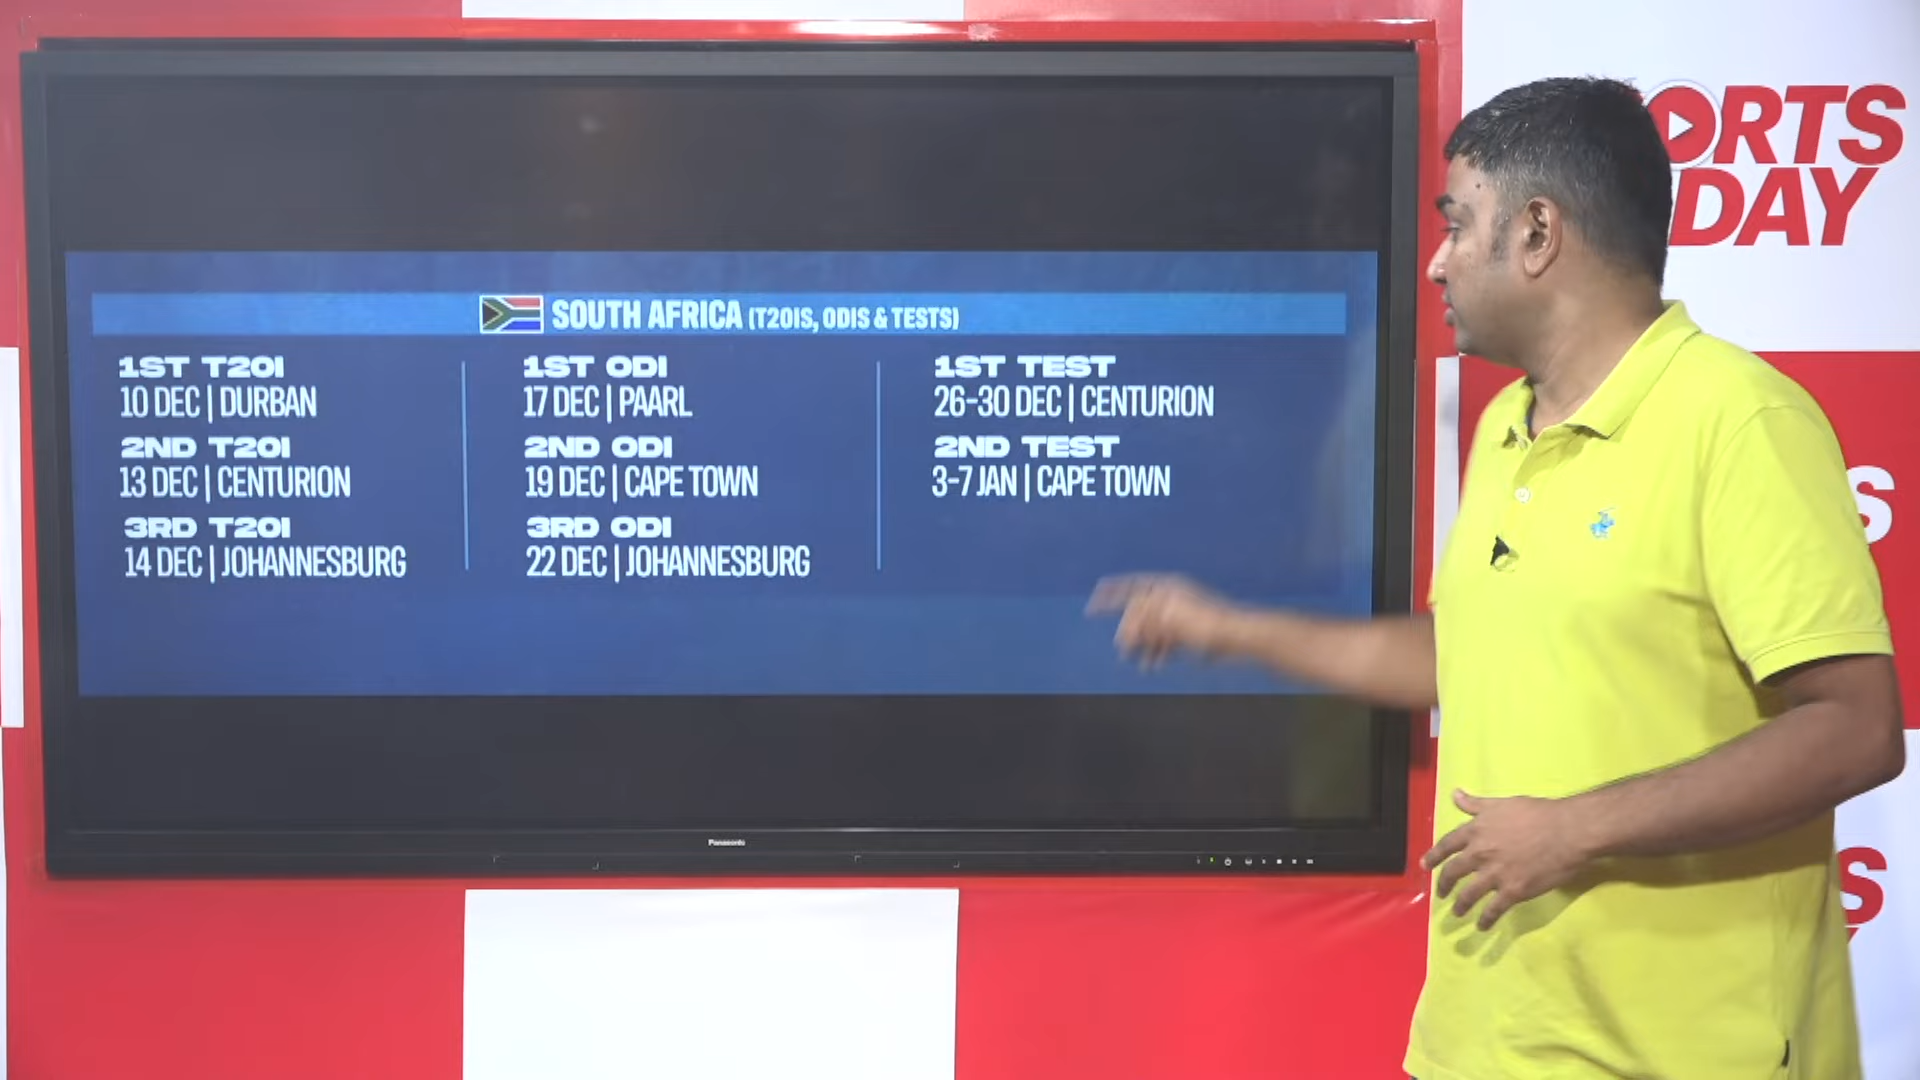 SOUTH AFRICA (T20IS, ODIS & TESTS)
1ST T20I
10 DEC | DURBAN
2ND T20I
13 DEC | CENTURION
3RD T20I
14 DEC | JOHANNESBURG
1ST ODI
17 DEC | PAARL
2ND ODI
19 DEC | CAPE TOWN
3RD ODI
22 DEC | JOHANNESBURG
1ST TEST
26-30 DEC | CENTURION
2ND TEST
3-7 JAN | CAPE TOWN
Panasonic
ORTS
DAY
S
S